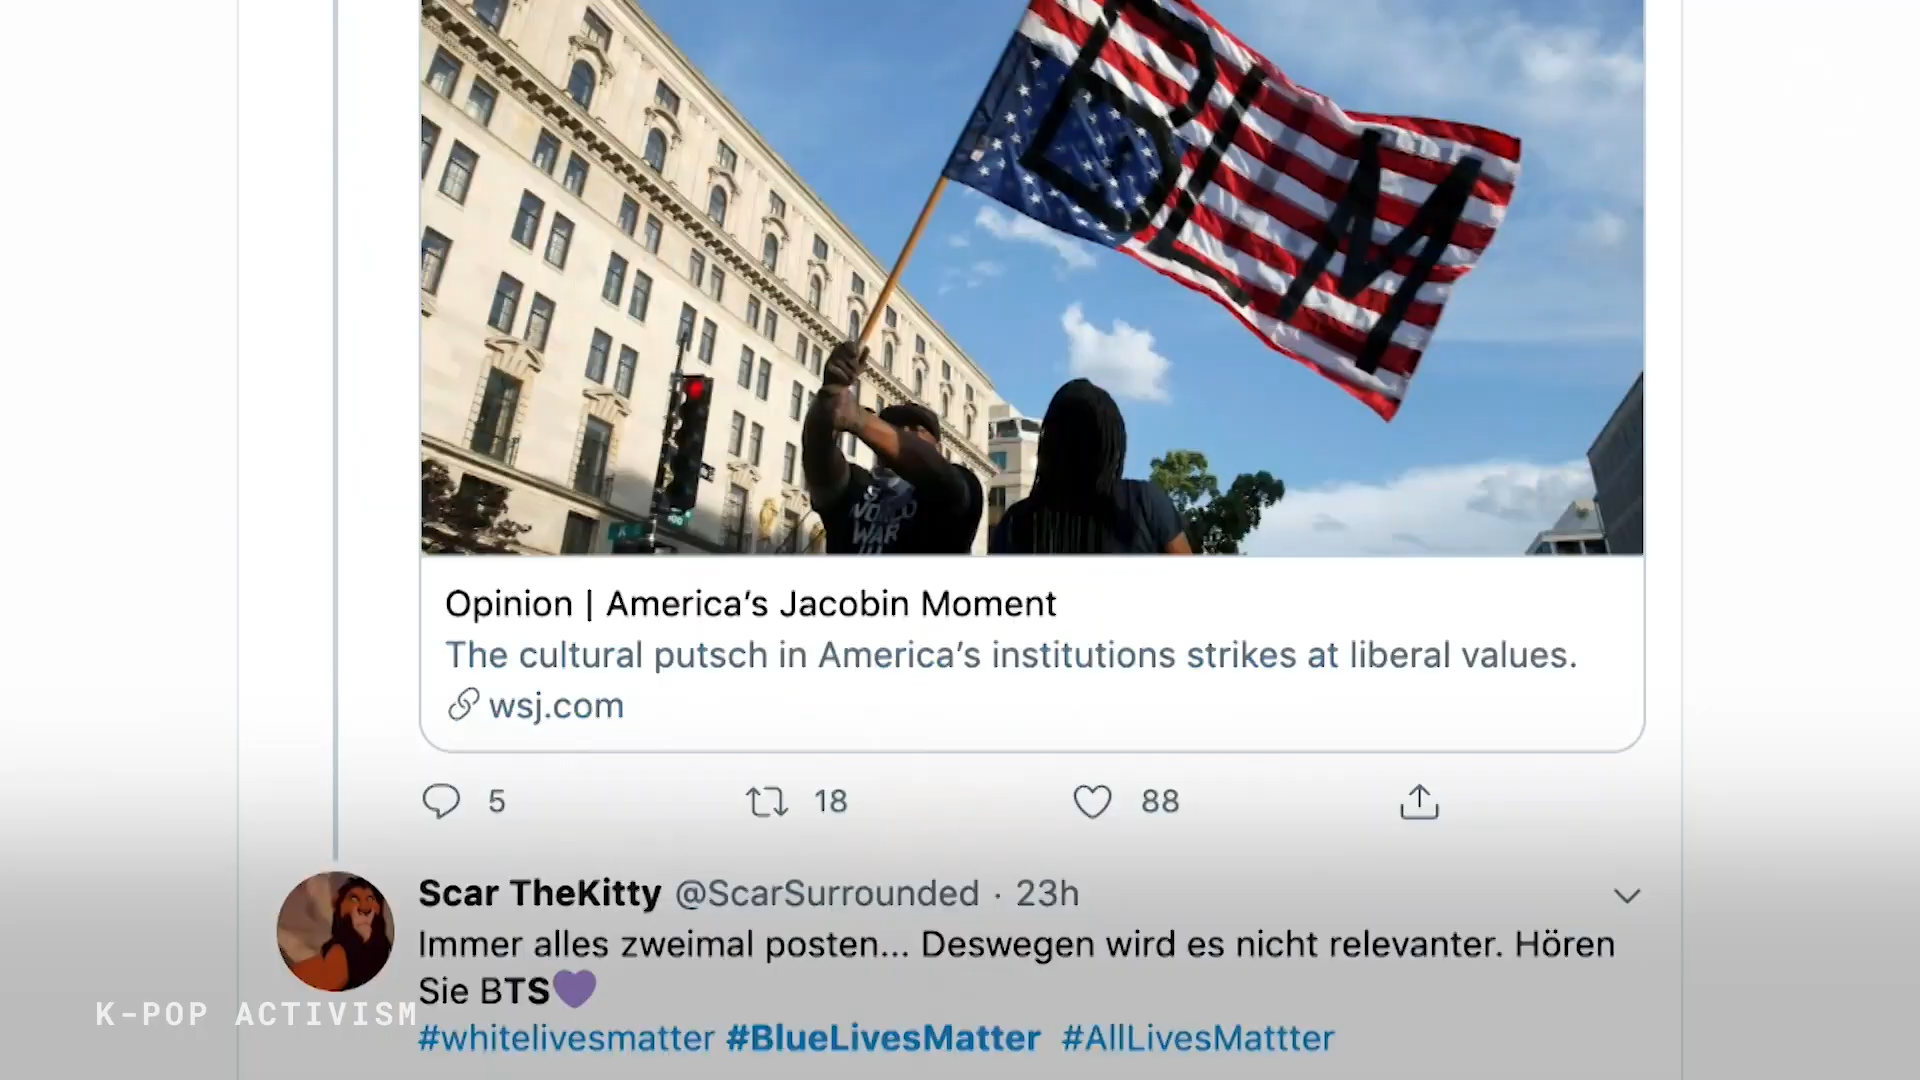 BLM
WORLD
WAR
Opinion | America's Jacobin Moment
The cultural putsch in America's institutions strikes at liberal values.
wsj.com
5 18 88
Scar TheKitty @ScarSurrounded · 23h
Immer alles zweimal posten... Deswegen wird es nicht relevanter. Hören
Sie BTS💜
K-POP ACTIVISM
#whitelivesmatter #BlueLivesMatter #AllLivesMattter